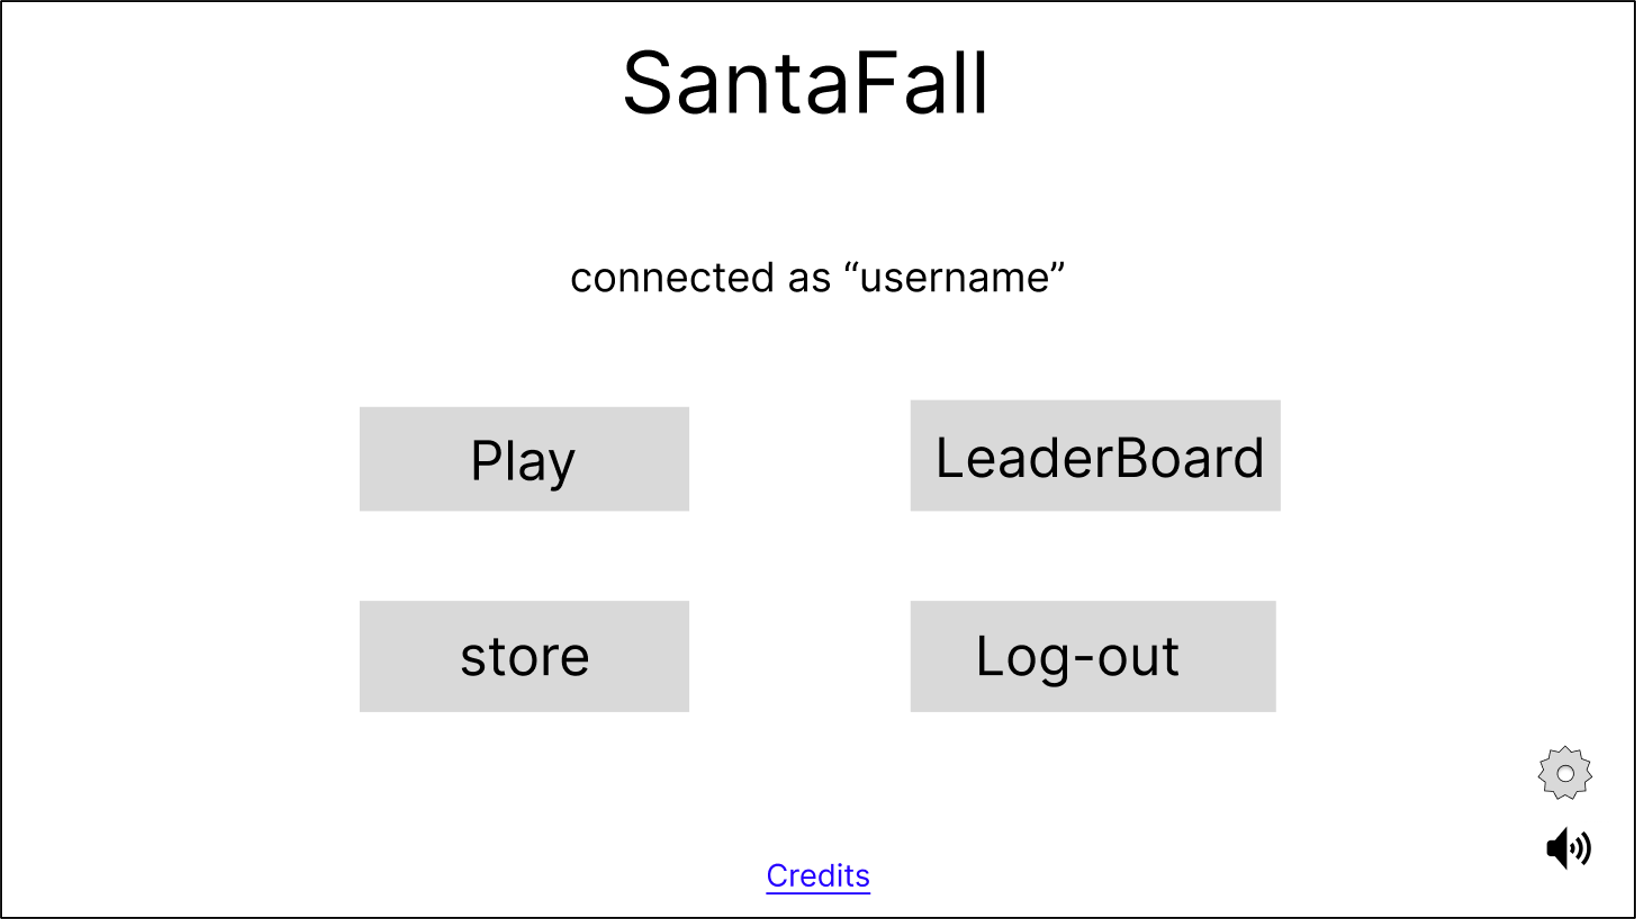 SantaFall
connected as “username”
Play
LeaderBoard
store
Log-out
Credits